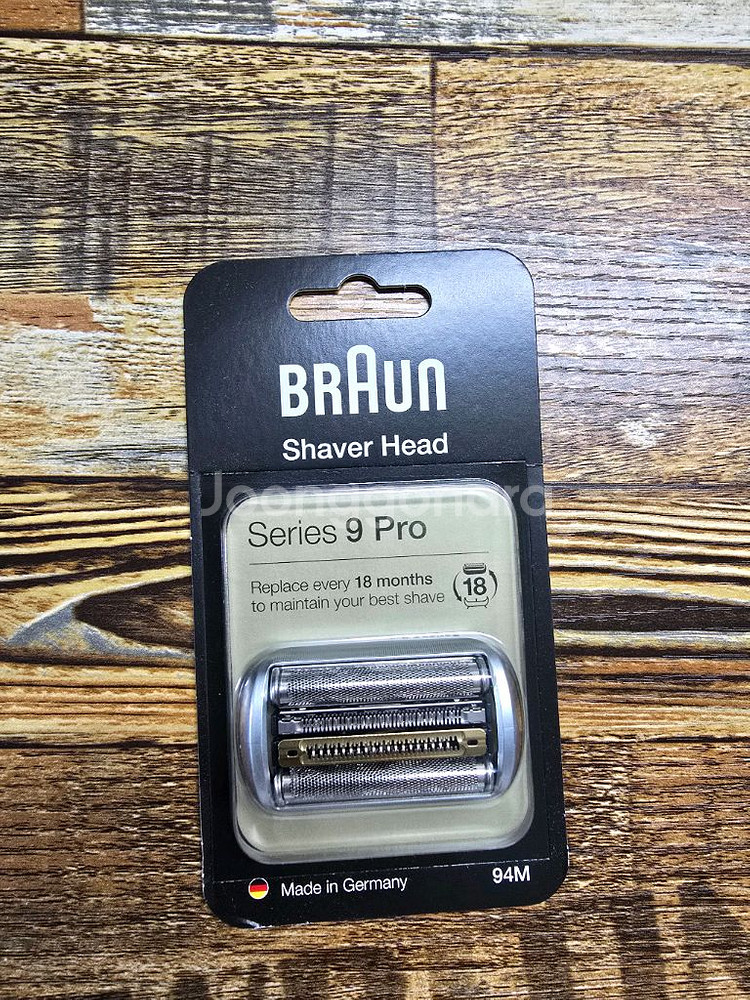 BRAUN
Shaver Head
Joonggonara
Series 9 Pro
Replace every 18 months
to maintain your best shave
18
Made in Germany
94M